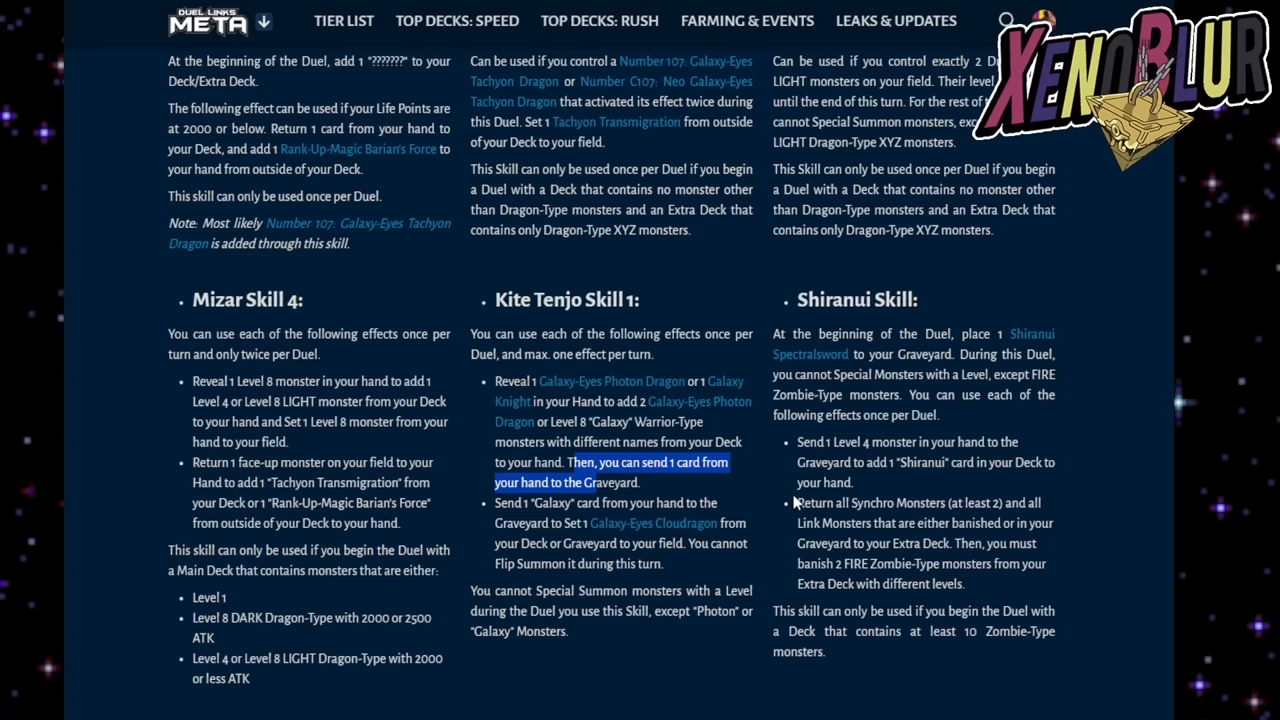 DUEL LINKS
META
TIER LIST
TOP DECKS: SPEED
TOP DECKS: RUSH
FARMING & EVENTS
LEAKS & UPDATES
XENOBLUR
At the beginning of the Duel, add 1 "???????" to your
Deck/Extra Deck.
The following effect can be used if your Life Points are
at 2000 or below. Return 1 card from your hand to
your Deck, and add 1 Rank-Up-Magic Barian's Force to
your hand from outside of your Deck.
This skill can only be used once per Duel.
Note: Most likely Number 107: Galaxy-Eyes Tachyon
Dragon is added through this skill.
Can be used if you control a Number 107: Galaxy-Eyes
Tachyon Dragon or Number C107: Neo Galaxy-Eyes
Tachyon Dragon that activated its effect twice during
this Duel. Set 1 Tachyon Transmigration from outside
of your Deck to your field.
This Skill can only be used once per Duel if you begin
a Duel with a Deck that contains no monster other
than Dragon-Type monsters and an Extra Deck that
contains only Dragon-Type XYZ monsters.
Can be used if you control exactly 2 D
LIGHT monsters on your field. Their level
until the end of this turn. For the rest of t
cannot Special Summon monsters, exc
LIGHT Dragon-Type XYZ monsters.
This Skill can only be used once per Duel if you begin
a Duel with a Deck that contains no monster other
than Dragon-Type monsters and an Extra Deck that
contains only Dragon-Type XYZ monsters.
• Mizar Skill 4:
You can use each of the following effects once per
turn and only twice per Duel.
• Reveal 1 Level 8 monster in your hand to add 1
Level 4 or Level 8 LIGHT monster from your Deck
to your hand and Set 1 Level 8 monster from your
hand to your field.
• Return 1 face-up monster on your field to your
Hand to add 1 "Tachyon Transmigration" from
your Deck or 1 "Rank-Up-Magic Barian's Force"
from outside of your Deck to your hand.
This skill can only be used if you begin the Duel with
a Main Deck that contains monsters that are either:
• Level 1
• Level 8 DARK Dragon-Type with 2000 or 2500
ATK
• Level 4 or Level 8 LIGHT Dragon-Type with 2000
or less ATK
• Kite Tenjo Skill 1:
You can use each of the following effects once per
Duel, and max. one effect per turn.
• Reveal 1 Galaxy-Eyes Photon Dragon or 1 Galaxy
Knight in your Hand to add 2 Galaxy-Eyes Photon
Dragon or Level 8 "Galaxy" Warrior-Type
monsters with different names from your Deck
to your hand. Then, you can send 1 card from
your hand to the Graveyard.
• Send 1 "Galaxy" card from your hand to the
Graveyard to Set 1 Galaxy-Eyes Cloudragon from
your Deck or Graveyard to your field. You cannot
Flip Summon it during this turn.
You cannot Special Summon monsters with a Level
during the Duel you use this Skill, except "Photon" or
"Galaxy" Monsters.
• Shiranui Skill:
At the beginning of the Duel, place 1 Shiranui
Spectralsword to your Graveyard. During this Duel,
you cannot Special Monsters with a Level, except FIRE
Zombie-Type monsters. You can use each of the
following effects once per Duel.
• Send 1 Level 4 monster in your hand to the
Graveyard to add 1 "Shiranui" card in your Deck to
your hand.
• Return all Synchro Monsters (at least 2) and all
Link Monsters that are either banished or in your
Graveyard to your Extra Deck. Then, you must
banish 2 FIRE Zombie-Type monsters from your
Extra Deck with different levels.
This skill can only be used if you begin the Duel with
a Deck that contains at least 10 Zombie-Type
monsters.